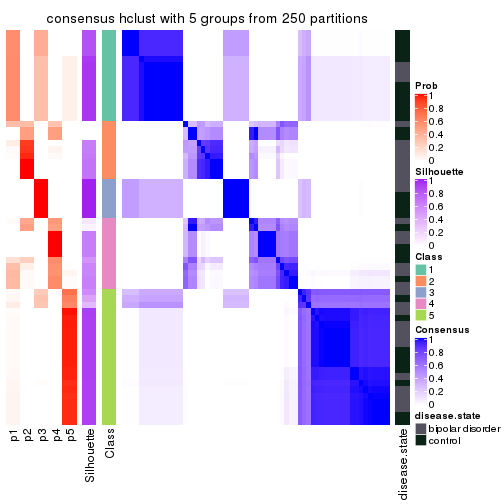 consensus hclust with 5 groups from 250 partitions
Prob
1
0.8
0.6
0.4
0.2
0
Silhouette
1
0.8
0.6
0.4
0.2
0
Class
1
2
3
4
5
Consensus
1
0.8
0.6
0.4
0.2
0
disease.state
bipolar disorder
control
p1
p2
p3
p4
p5
Silhouette
Class
disease.state